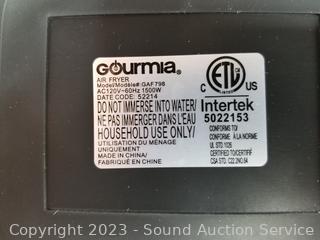 GOURMIA®
AIR FRYER
Model/Modèle#:GAF798
AC120V~60Hz 1500W
DATE CODE: 52214
DO NOT IMMERSE INTO WATER/
NE PAS IMMERGER DANS L'EAU
HOUSEHOLD USE ONLY/
UTILISATION DU MÉNAGE
UNIQUEMENT
MADE IN CHINA/
FABRIQUÉ EN CHINE
ETL
C US
Intertek
5022153
CONFORMS TO/
CONFORME À LA NORME
UL STD. 1026
CERTIFIED TO/CERTIFIÉ
CSA STD. C22.2 NO.64
Copyright 2023 - Sound Auction Service